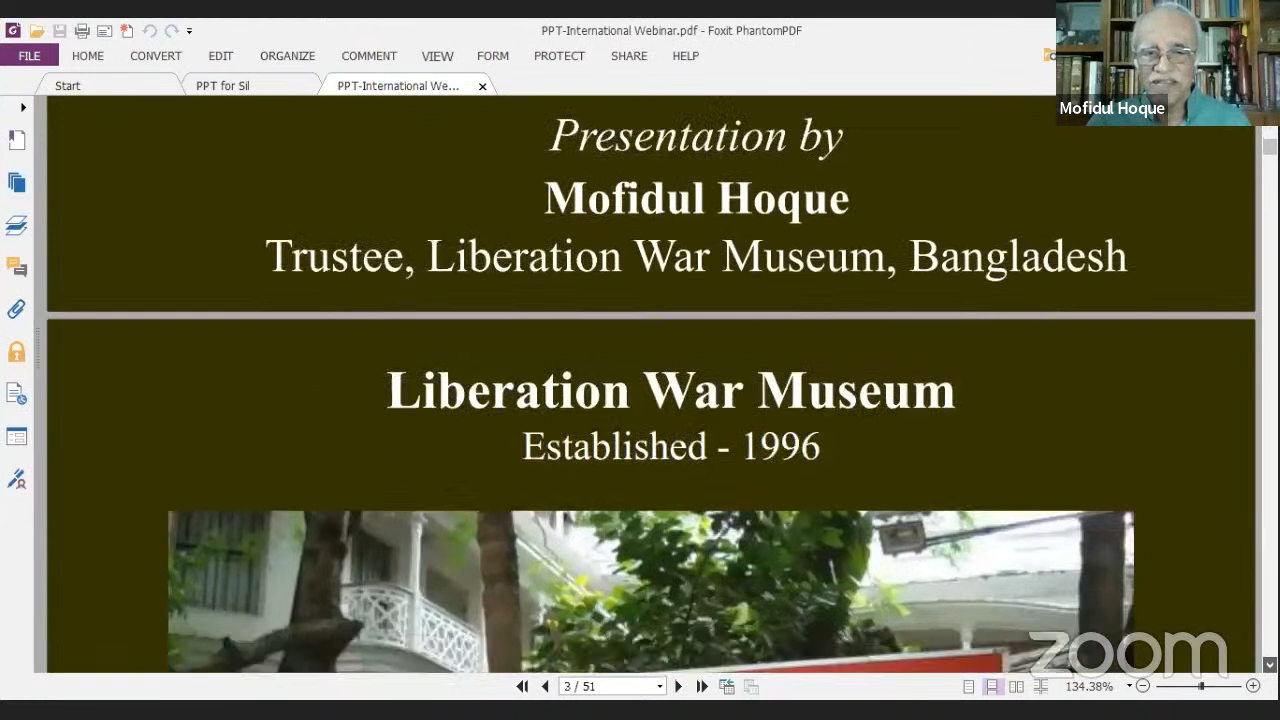 PPT-International Webinar.pdf - Foxit PhantomPDF
FILE HOME CONVERT EDIT ORGANIZE COMMENT VIEW FORM PROTECT SHARE HELP
Start PPT for Sil PPT-International We...
Mofidul Hoque
Presentation by
Mofidul Hoque
Trustee, Liberation War Museum, Bangladesh
Liberation War Museum
Established - 1996
zoom
3 / 51
134.38%